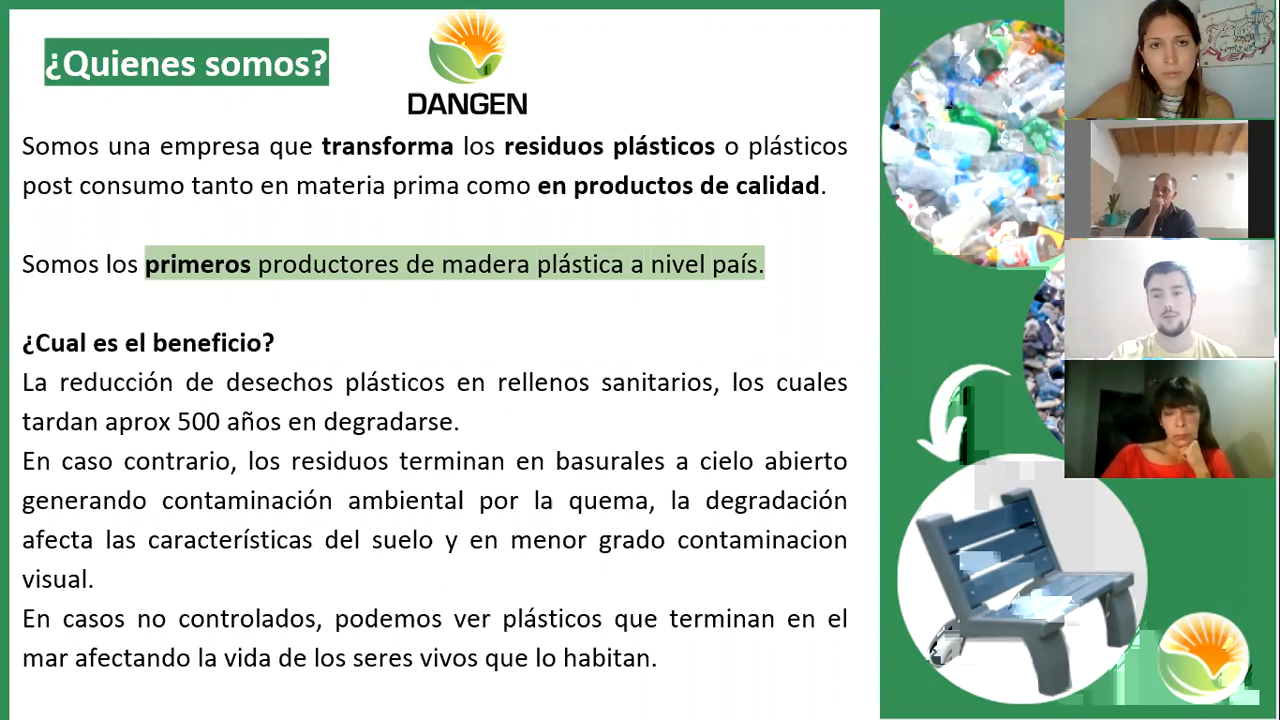 ¿Quienes somos?
DANGEN
Somos una empresa que transforma los residuos plásticos o plásticos
post consumo tanto en materia prima como en productos de calidad.
Somos los primeros productores de madera plástica a nivel país.
¿Cual es el beneficio?
La reducción de desechos plásticos en rellenos sanitarios, los cuales
tardan aprox 500 años en degradarse.
En caso contrario, los residuos terminan en basurales a cielo abierto
generando contaminación ambiental por la quema, la degradación
afecta las características del suelo y en menor grado contaminacion
visual.
En casos no controlados, podemos ver plásticos que terminan en el
mar afectando la vida de los seres vivos que lo habitan.